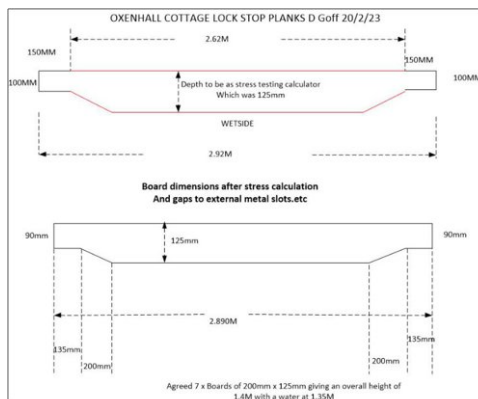 OXENHALL COTTAGE LOCK STOP PLANKS D Goff 20/2/23
2.62M
150MM
150MM
100MM
100MM
Depth to be as stress testing calculator
Which was 125mm
WETSIDE
2.92M
Board dimensions after stress calculation
And gaps to external metal slots.etc
90mm
90mm
125mm
2.890M
135mm
135mm
200mm
200mm
Agreed 7 x Boards of 200mm x 125mm giving an overall height of
1.4M with a water at 1.35M